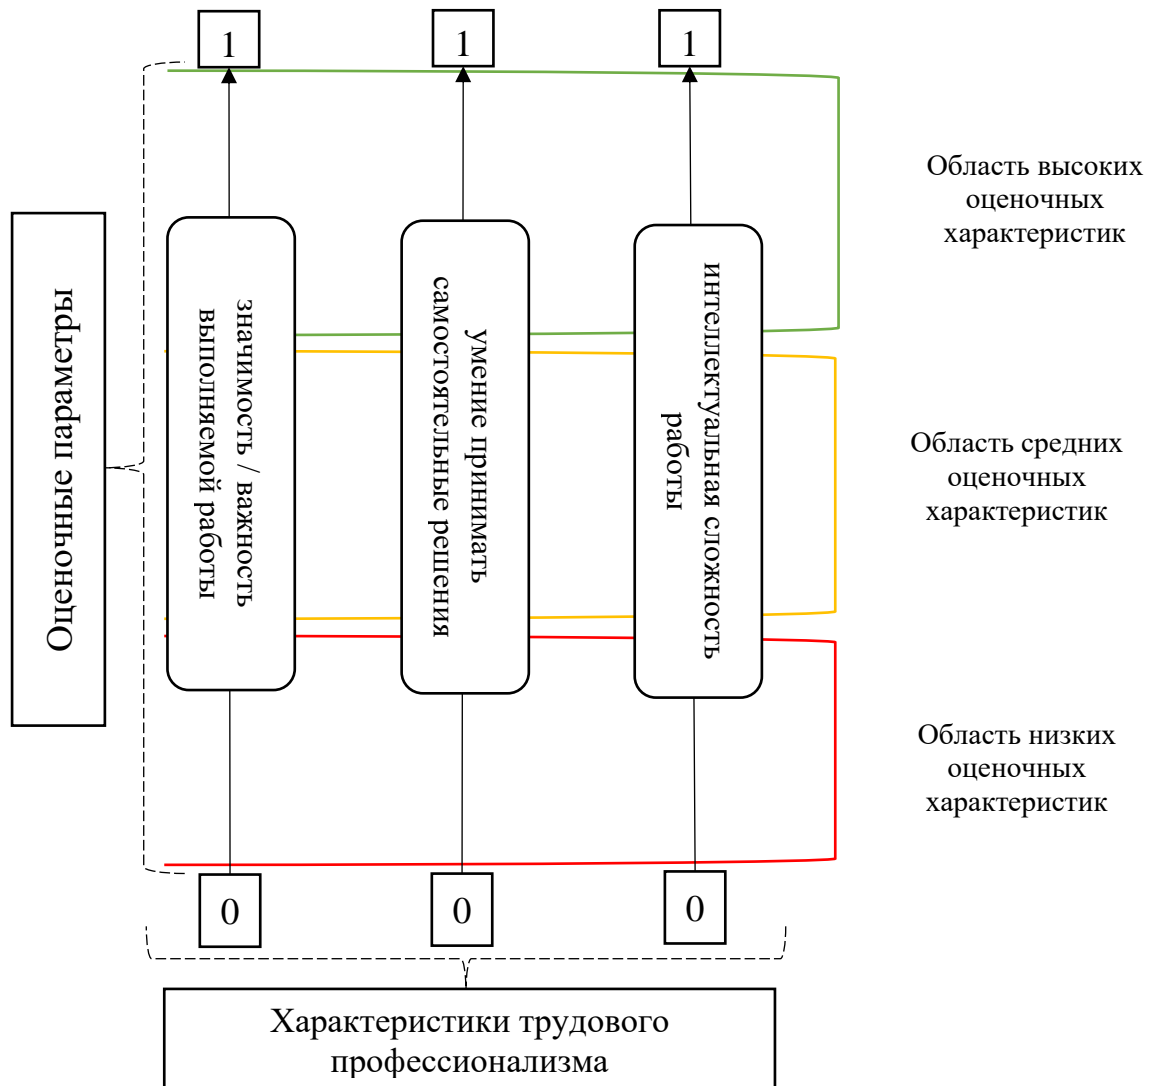 1
1
1
Область высоких
оценочных
характеристик
Оценочные параметры
значимость / важность
выполняемой работы
умение принимать
самостоятельные решения
интеллектуальная сложность
работы
Область средних
оценочных
характеристик
Область низких
оценочных
характеристик
0
0
0
Характеристики трудового
профессионализма